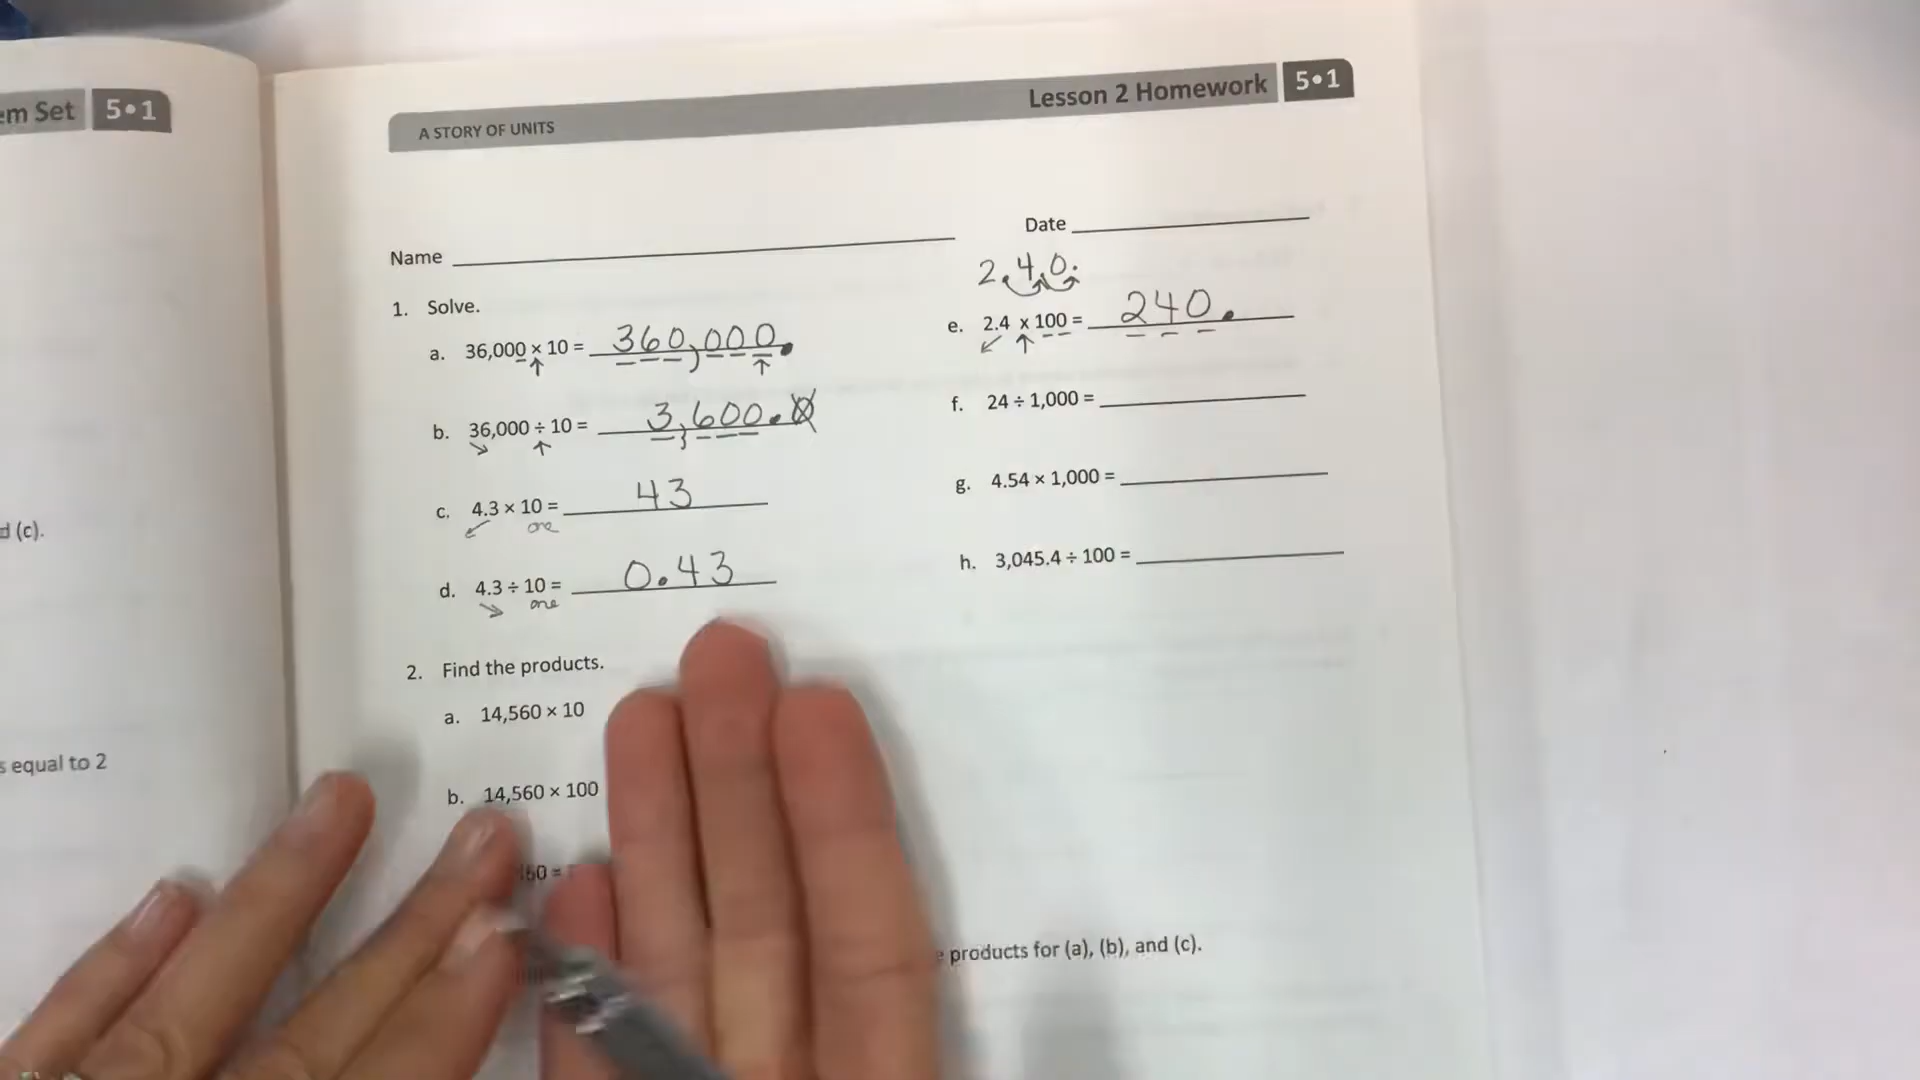 em Set 5•1
d (c).
s equal to 2
A STORY OF UNITS
Lesson 2 Homework 5•1
Name
Date
1. Solve.
a. 36,000 × 10 = 360,000.
b. 36,000 ÷ 10 = 3,600.0
c. 4.3 × 10 = 43
one
d. 4.3 ÷ 10 = 0.43
one
2.40.
e. 2.4 x 100 = 240.
f. 24 ÷ 1,000 =
g. 4.54 × 1,000 =
h. 3,045.4 ÷ 100 =
2. Find the products.
a. 14,560 × 10
b. 14,560 × 100
60 =
products for (a), (b), and (c).